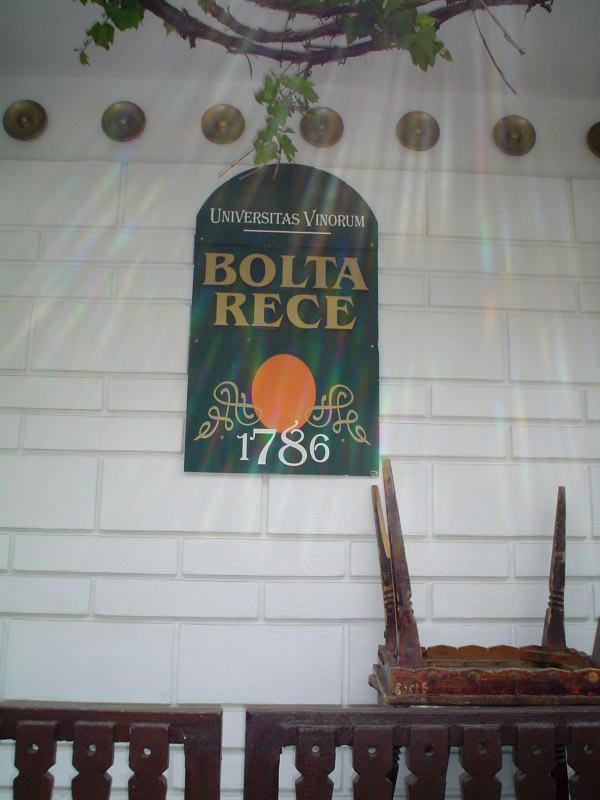 Universitas Vinorum
BOLTA
RECE
1786